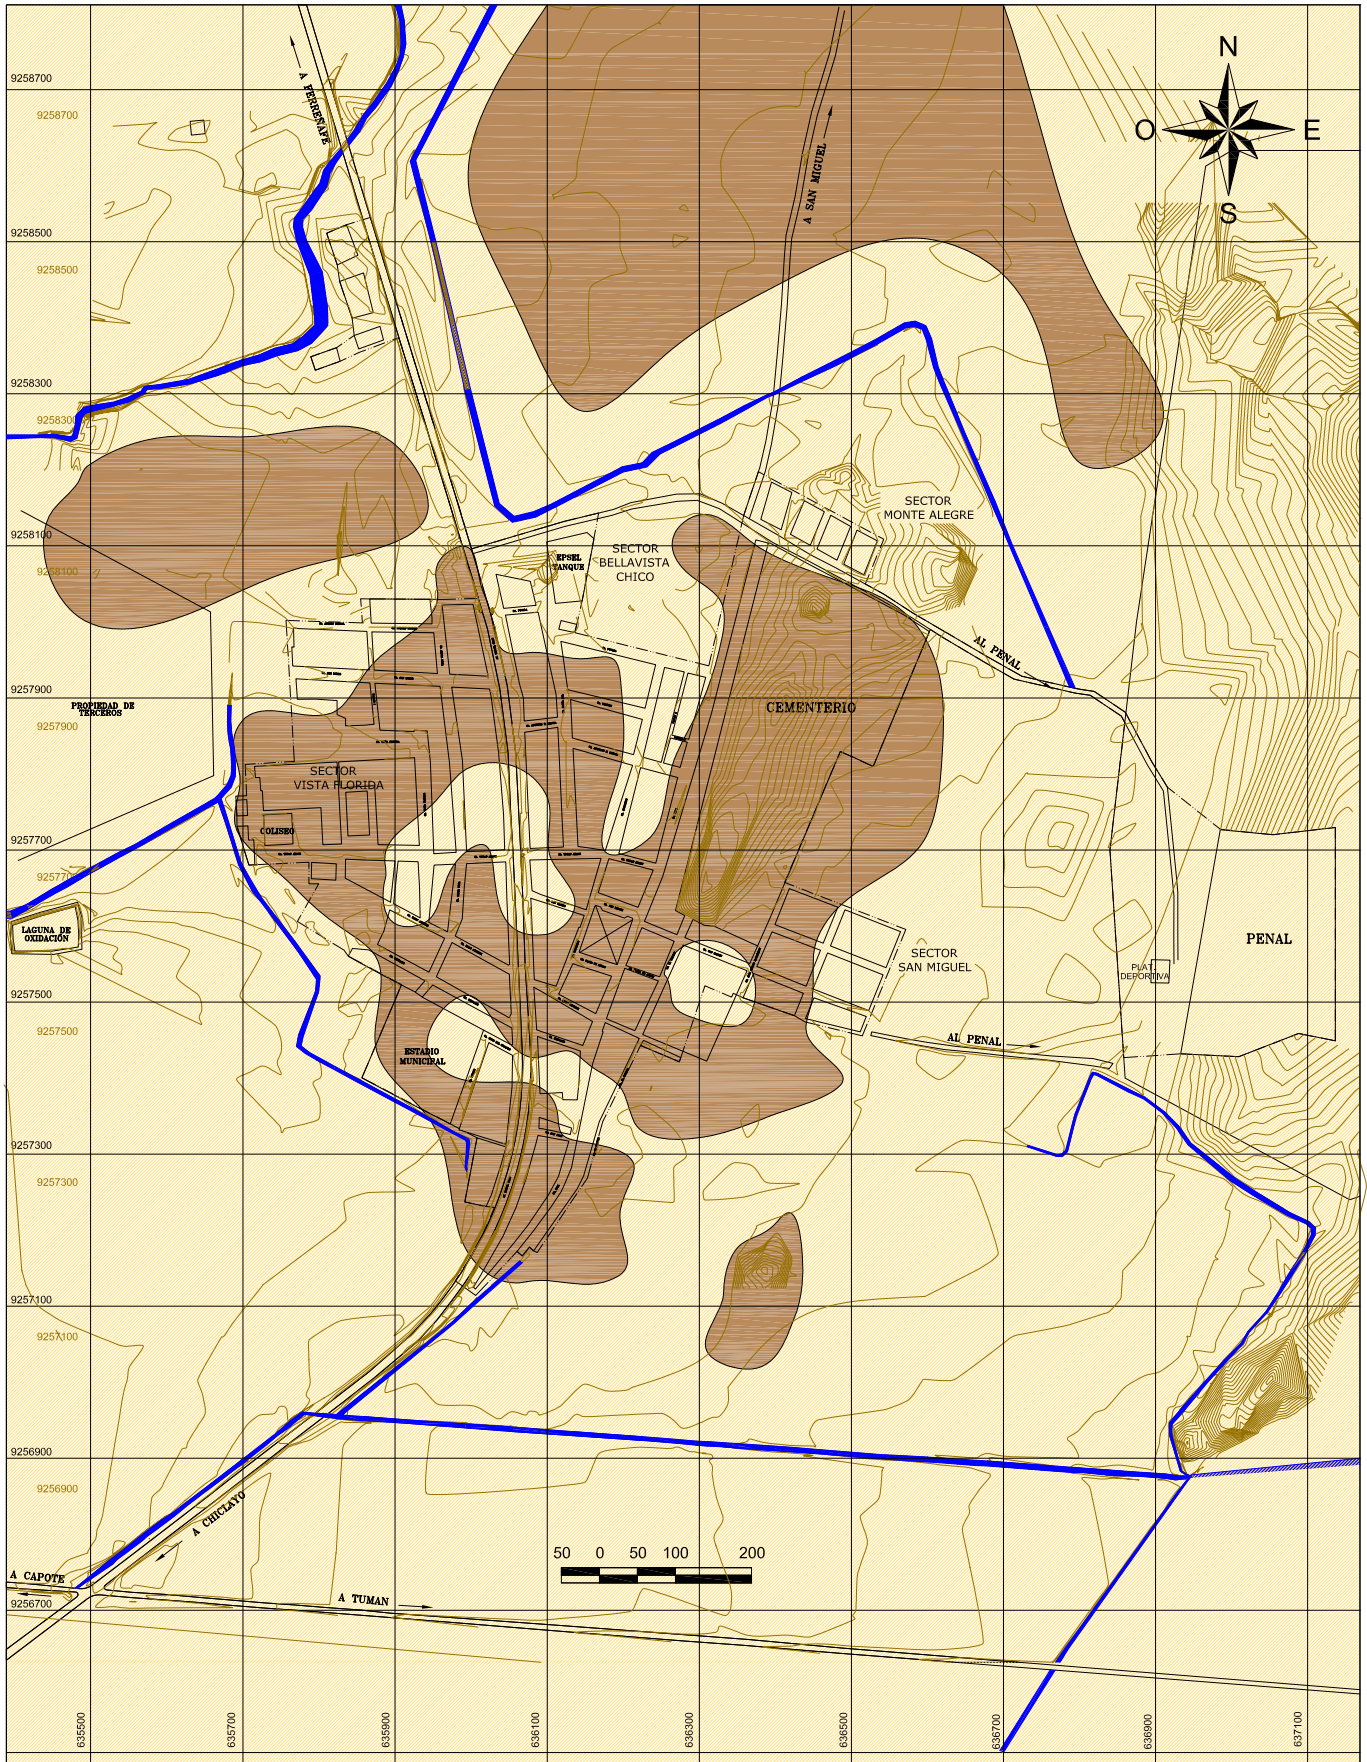 N
O
E
S
9258700
9258700
A FERREÑAFE
A SAN MIGUEL
9258500
9258500
9258300
9258300
SECTOR
MONTE ALEGRE
9258100
9258100
EPSEL
TANQUE
SECTOR
BELLAVISTA
CHICO
AL PENAL
9257900
9257900
PROPIEDAD DE
TERCEROS
CEMENTERIO
SECTOR
VISTA FLORIDA
COLISEO
9257700
9257700
LAGUNA DE
OXIDACIÓN
SECTOR
SAN MIGUEL
PENAL
PLAT.
DEPORTIVA
9257500
9257500
ESTADIO
MUNICIPAL
AL PENAL
9257300
9257300
9257100
9257100
9256900
9256900
A CHICLAYO
50 0 50 100 200
A CAPOTE
A TUMAN
9256700
635500
635700
635900
636100
636300
636500
636700
636900
637100